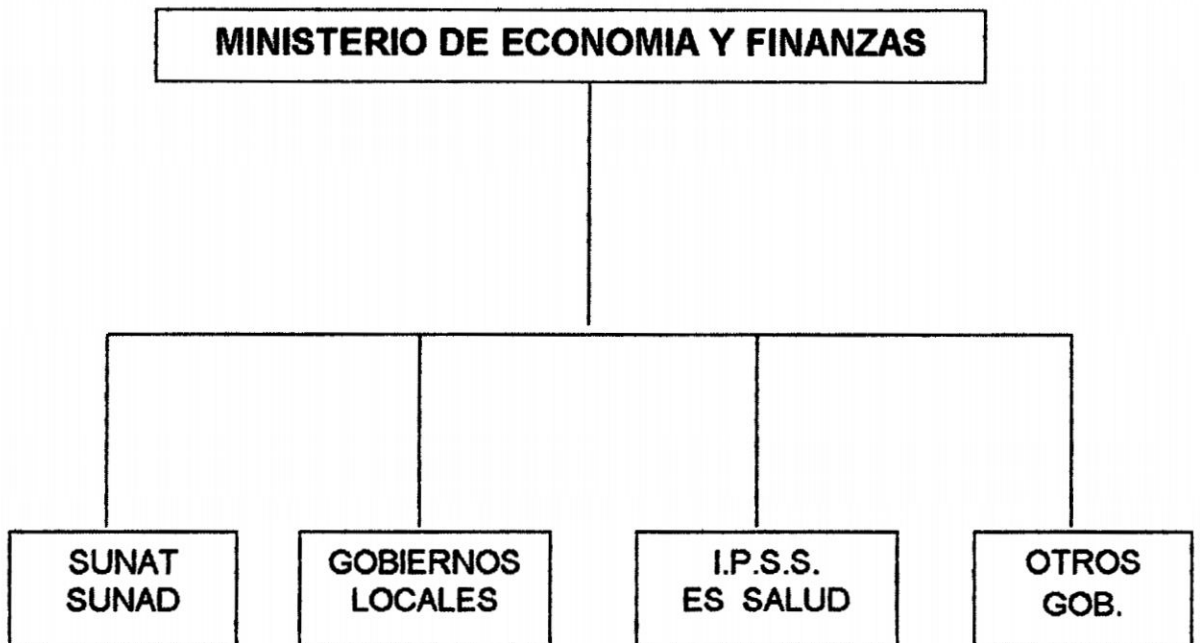 MINISTERIO DE ECONOMIA Y FINANZAS
SUNAT
SUNAD
GOBIERNOS
LOCALES
I.P.S.S.
ES SALUD
OTROS
GOB.